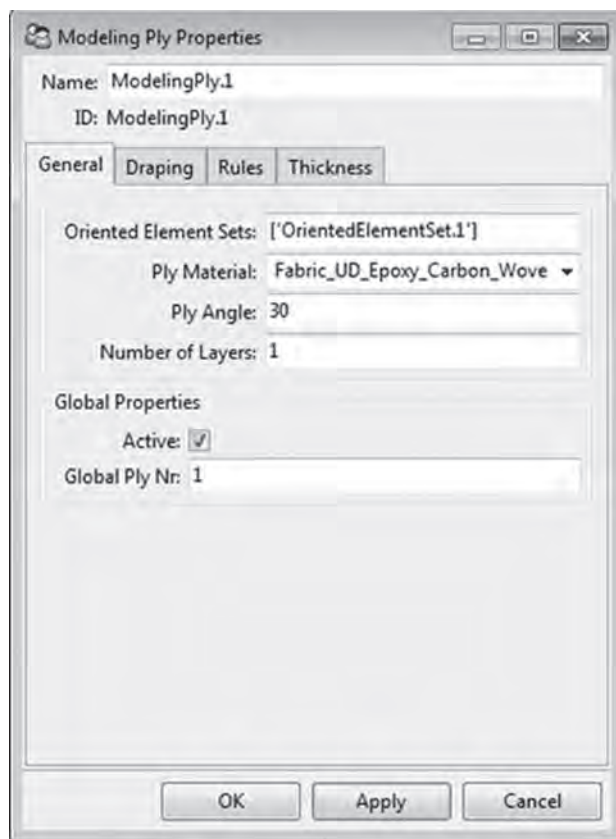 Modeling Ply Properties
Name: ModelingPly.1
ID: ModelingPly.1
General Draping Rules Thickness
Oriented Element Sets: ['OrientedElementSet.1']
Ply Material: Fabric_UD_Epoxy_Carbon_Wove
Ply Angle: 30
Number of Layers: 1
Global Properties
Active:
Global Ply Nr: 1
OK Apply Cancel